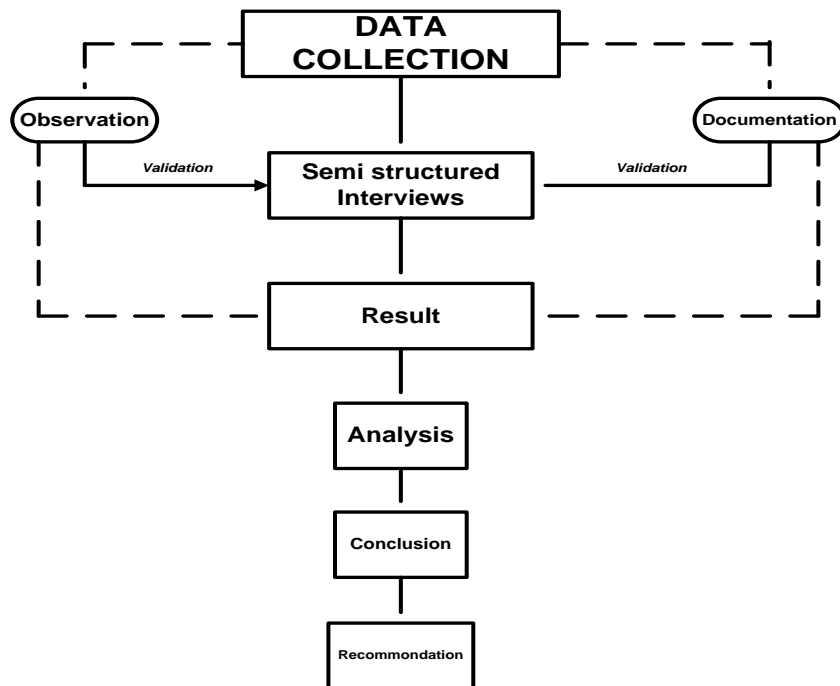 DATA
COLLECTION
Observation
Documentation
Validation
Validation
Semi structured
Interviews
Result
Analysis
Conclusion
Recommondation